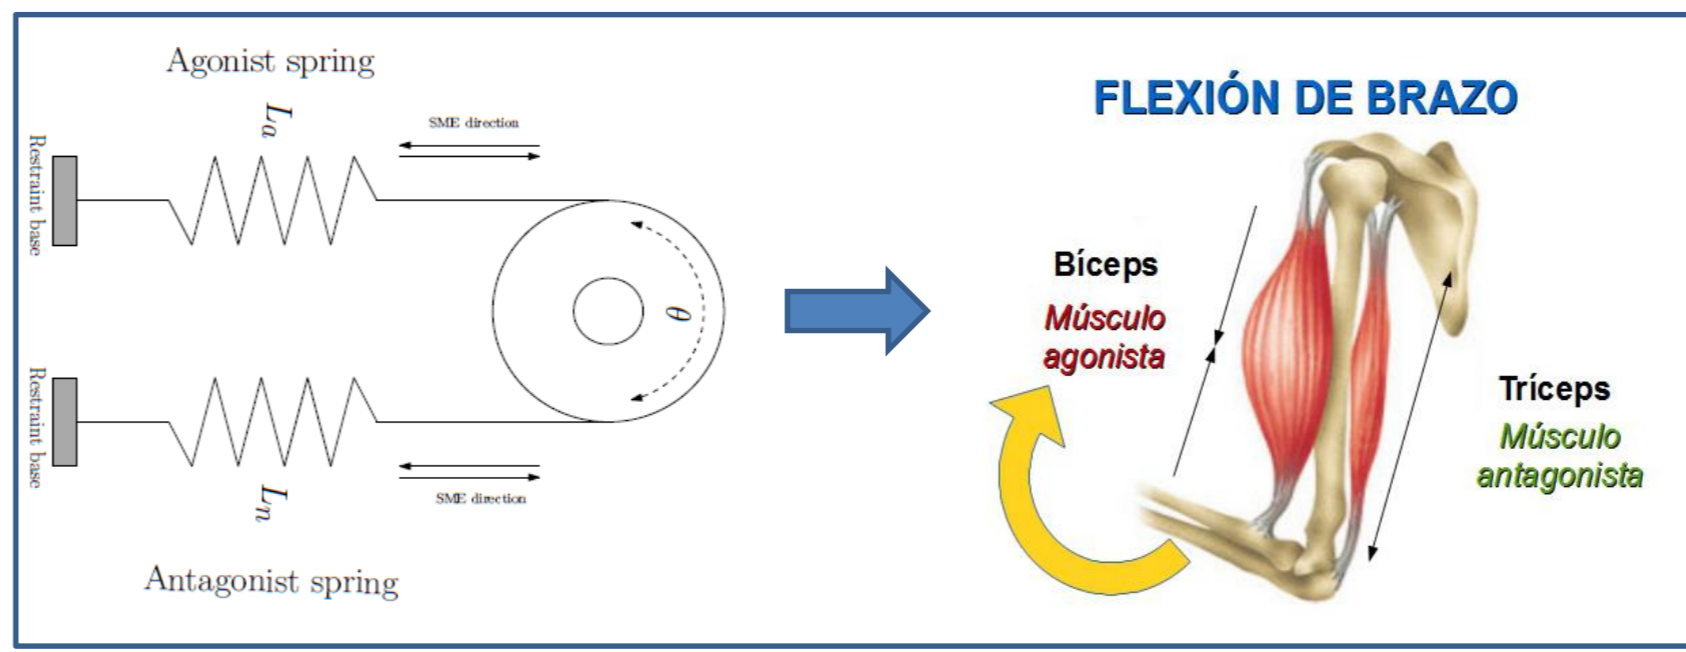 Agonist spring
La
Restraint base
SME direction
θ
Restraint base
Ln
SME direction
Antagonist spring
FLEXIÓN DE BRAZO
Bíceps
Músculo
agonista
Tríceps
Músculo
antagonista